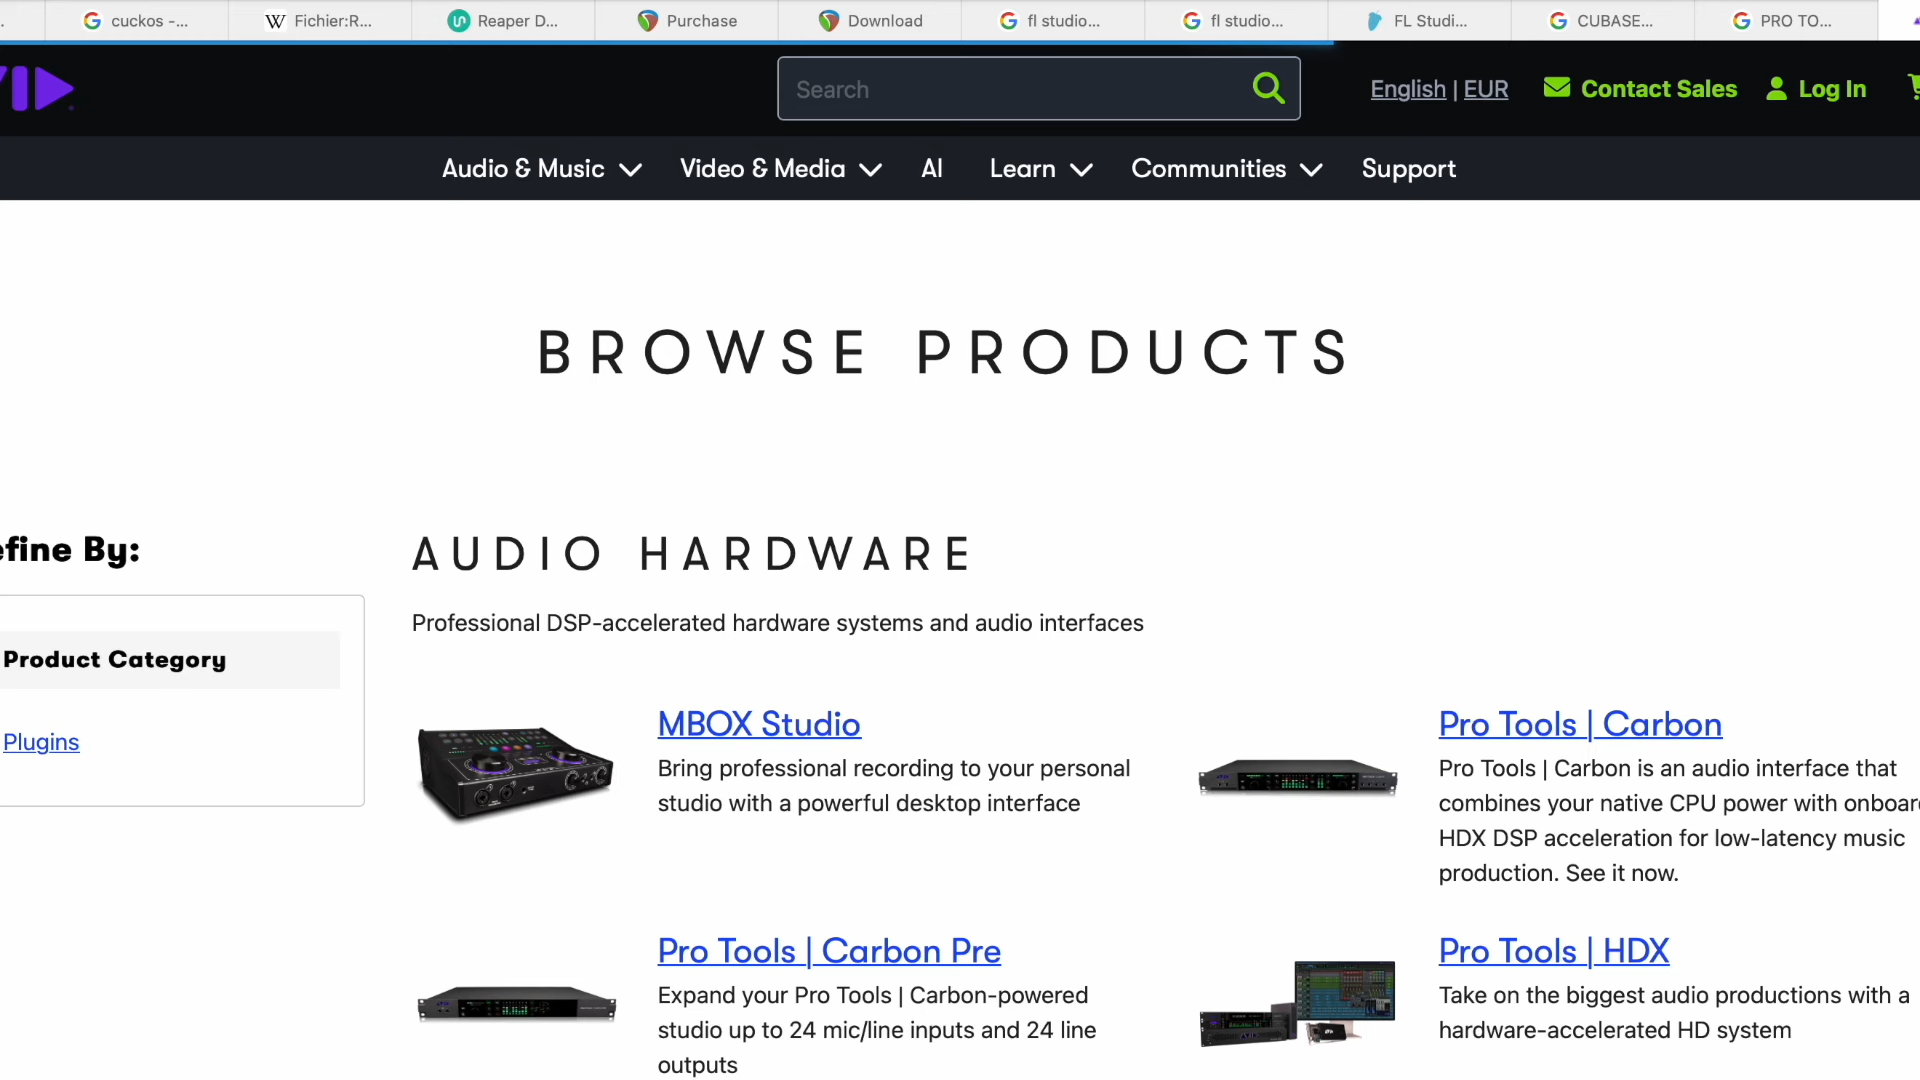 cuckos -...
Fichier:R...
Reaper D...
Purchase
Download
fl studio...
fl studio...
FL Studi...
CUBASE...
PRO TO...
Search
English | EUR
Contact Sales
Log In
Audio & Music
Video & Media
AI
Learn
Communities
Support
BROWSE PRODUCTS
efine By:
Product Category
Plugins
AUDIO HARDWARE
Professional DSP-accelerated hardware systems and audio interfaces
MBOX Studio
Bring professional recording to your personal
studio with a powerful desktop interface
Pro Tools | Carbon
Pro Tools | Carbon is an audio interface that
combines your native CPU power with onboar
HDX DSP acceleration for low-latency music
production. See it now.
Pro Tools | Carbon Pre
Expand your Pro Tools | Carbon-powered
studio up to 24 mic/line inputs and 24 line
outputs
Pro Tools | HDX
Take on the biggest audio productions with a
hardware-accelerated HD system